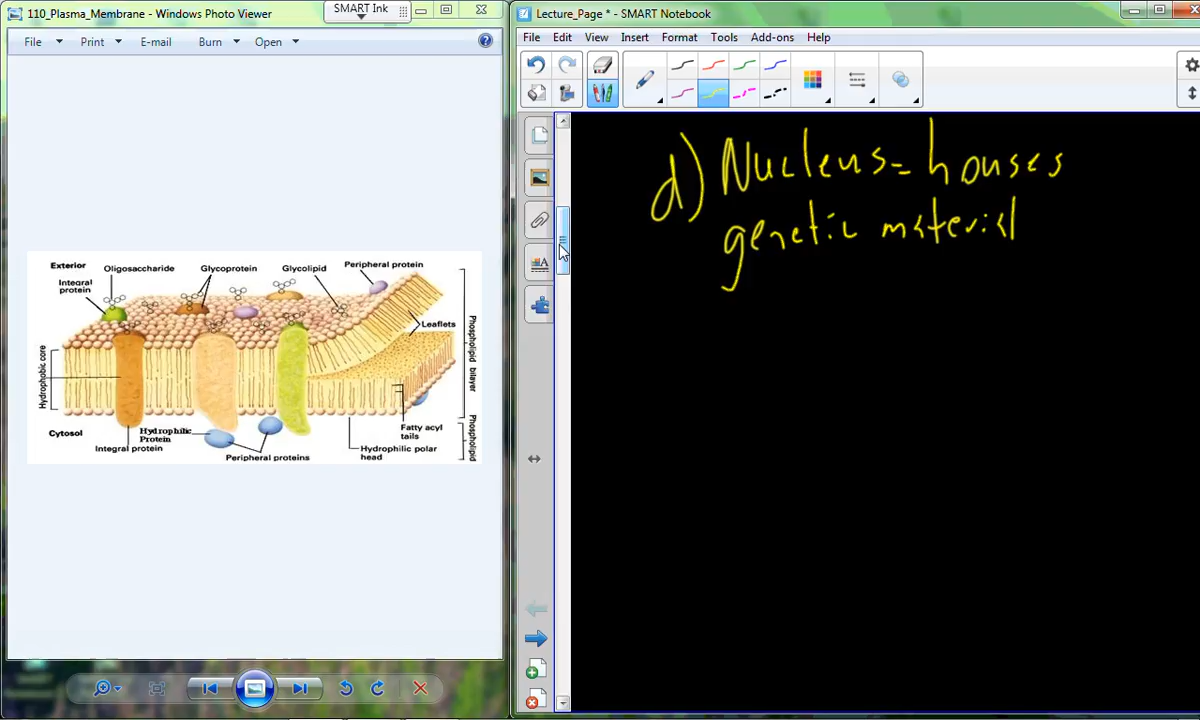 110_Plasma_Membrane - Windows Photo Viewer
SMART Ink
File Print E-mail Burn Open
Exterior
Oligosaccharide
Glycoprotein
Glycolipid
Peripheral protein
Integral
protein
Leaflets
Hydrophobic core
Phospholipid bilayer
Cytosol
Hydrophilic
Protein
Integral protein
Peripheral proteins
Fatty acyl
tails
Hydrophilic polar
head
Phospholipid
Lecture_Page * - SMART Notebook
File Edit View Insert Format Tools Add-ons Help
d) Nucleus = houses
genetic material